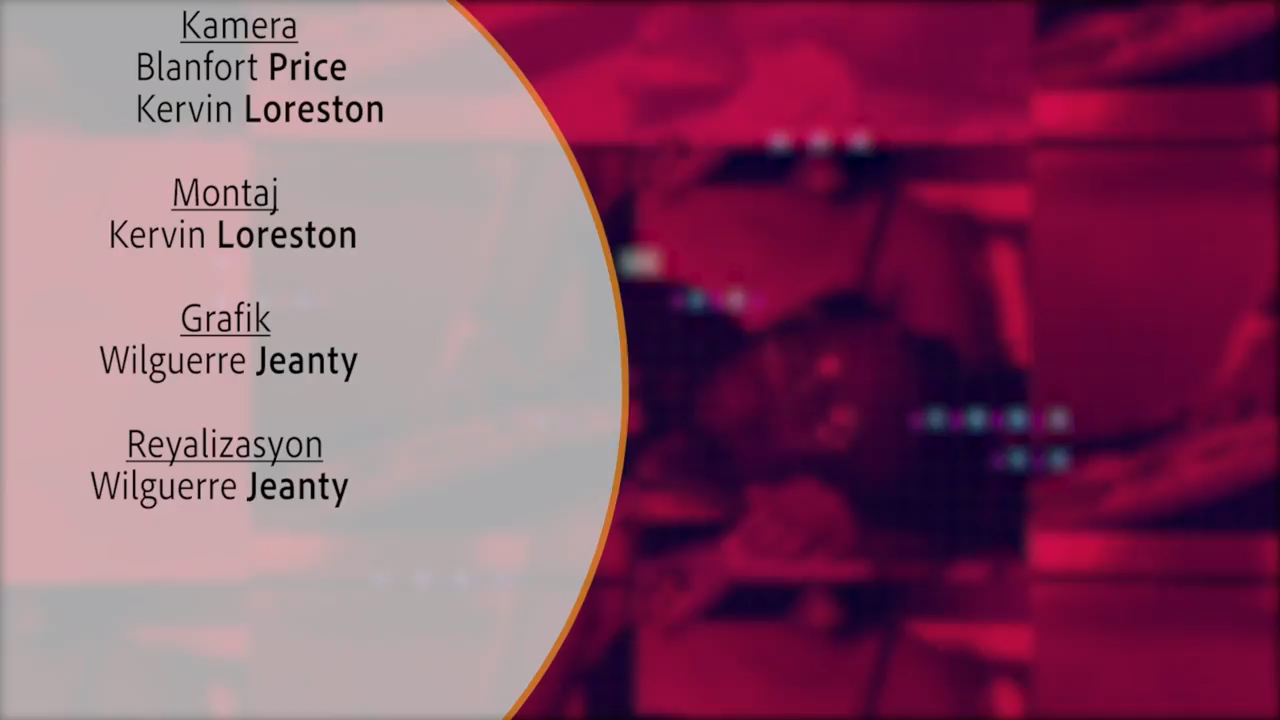 Kamera
Blanfort Price
Kervin Loreston
Montaj
Kervin Loreston
Grafik
Wilguerre Jeanty
Reyalizasyon
Wilguerre Jeanty